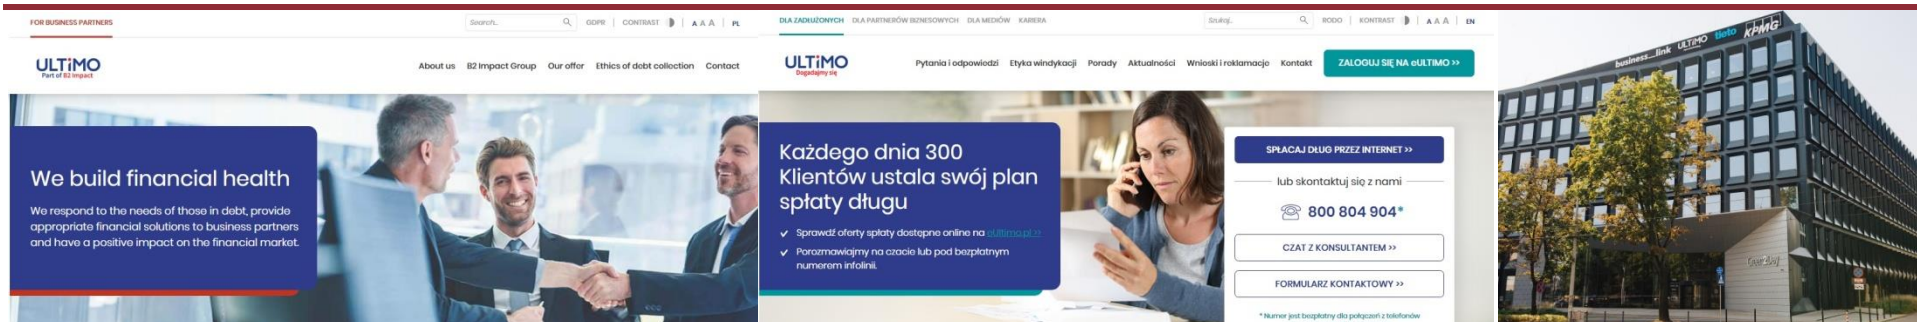 FOR BUSINESS PARTNERS
Search...
GDPR | CONTRAST | A A A | PL
ULTiMO
Part of B2 Impact
About us B2 Impact Group Our offer Ethics of debt collection Contact
We build financial health
We respond to the needs of those in debt, provide
appropriate financial solutions to business partners
and have a positive impact on the financial market.
DLA ZADŁUŻONYCH DLA PARTNERÓW BIZNESOWYCH DLA MEDIÓW KARIERA
Szukaj...
RODO | KONTRAST | A A A | EN
ULTiMO
Dogadajmy się
Pytania i odpowiedzi Etyka windykacji Porady Aktualności Wnioski i reklamacje Kontakt
ZALOGUJ SIĘ NA eULTIMO >>
Każdego dnia 300
Klientów ustala swój plan
spłaty długu
Sprawdź oferty spłaty dostępne online na eUltimo.pl >>
Porozmawiajmy na czacie lub pod bezpłatnym
numerem infolinii.
SPŁACAJ DŁUG PRZEZ INTERNET >>
lub skontaktuj się z nami
800 804 904*
CZAT Z KONSULTANTEM >>
FORMULARZ KONTAKTOWY >>
* Numer jest bezpłatny dla połączeń z telefonów
business link ULTiMO tieto KPMG
Green2Day